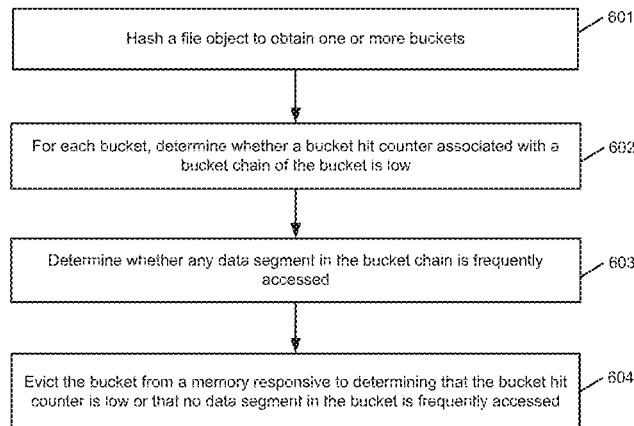 Hash a file object to obtain one or more buckets
601
For each bucket, determine whether a bucket hit counter associated with a
bucket chain of the bucket is low
602
Determine whether any data segment in the bucket chain is frequently
accessed
603
Evict the bucket from a memory responsive to determining that the bucket hit
counter is low or that no data segment in the bucket is frequently accessed
604